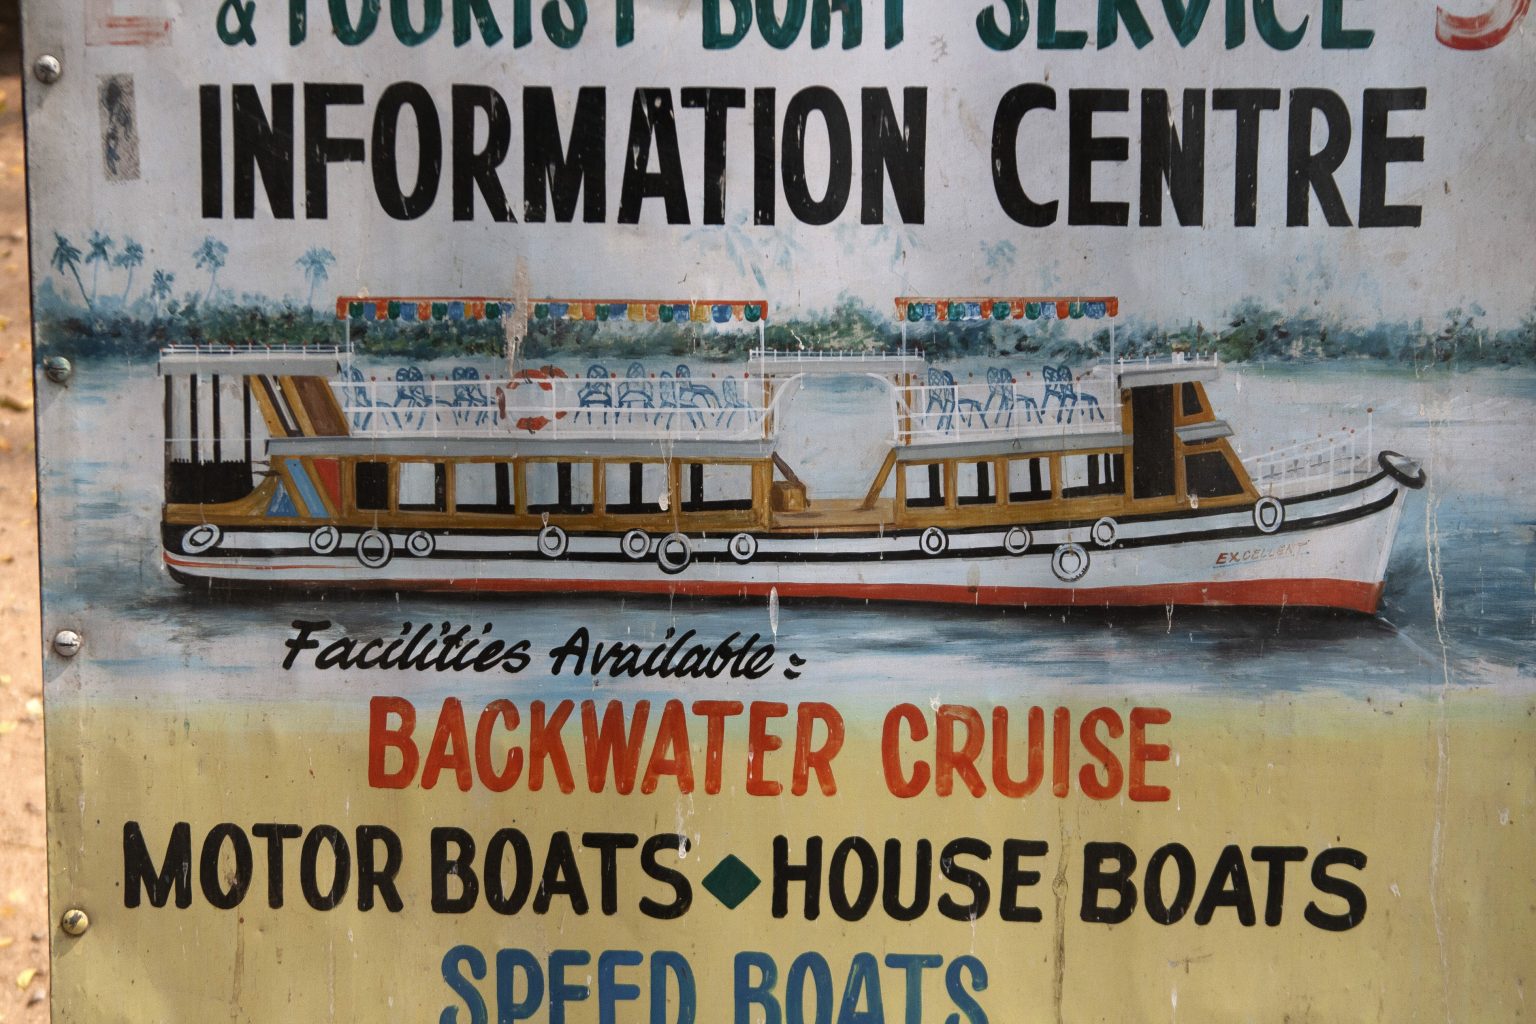 & TOURIST BOAT SERVICE
INFORMATION CENTRE
EXCELLENT
Facilities Available :
BACKWATER CRUISE
MOTOR BOATS ◆ HOUSE BOATS
SPEED BOATS